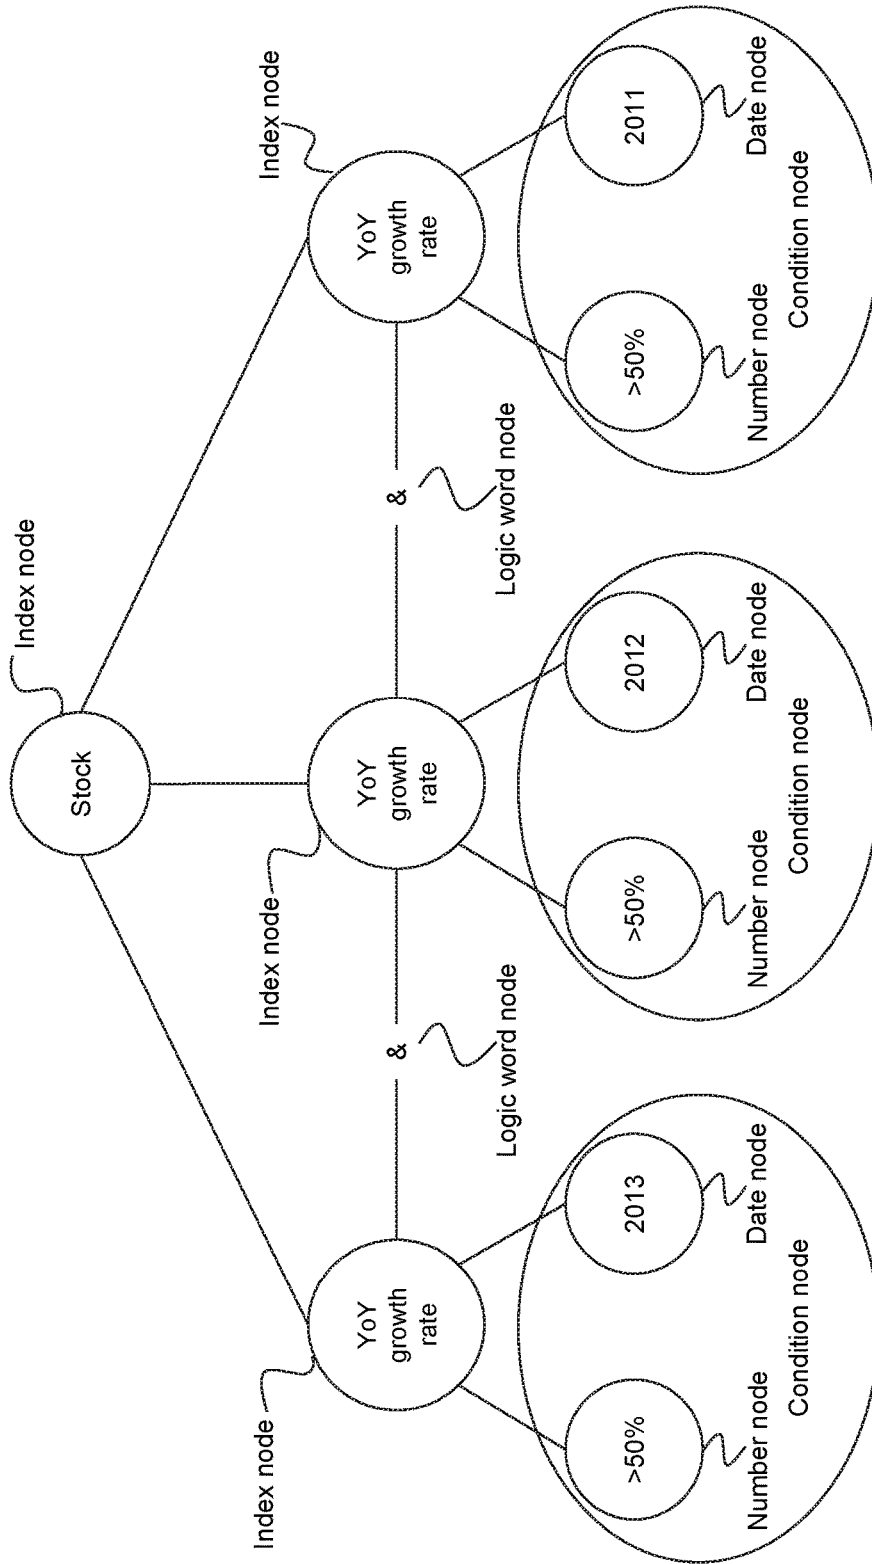 Index node
Stock
Index node
YoY
growth
rate
Index node
YoY
growth
rate
Index node
YoY
growth
rate
&
Logic word node
&
Logic word node
>50%
Number node
2013
Date node
Condition node
>50%
Number node
2012
Date node
Condition node
>50%
Number node
2011
Date node
Condition node